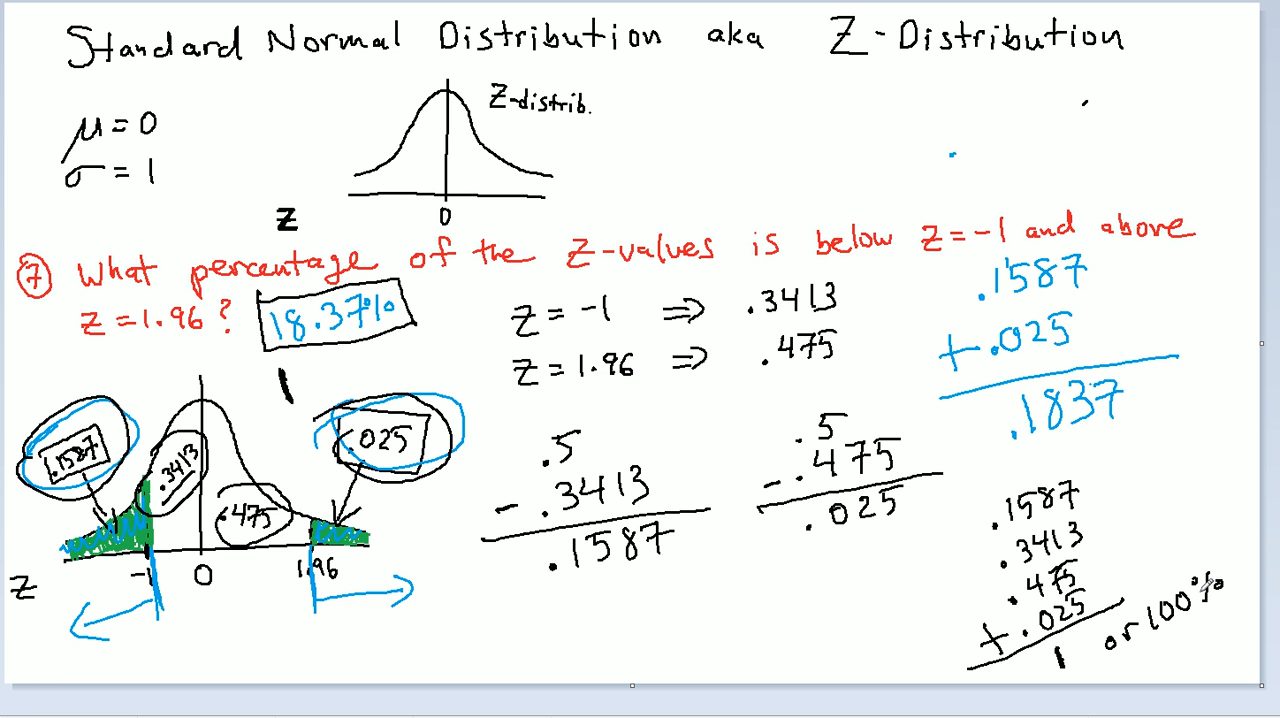 Standard Normal Distribution aka Z-Distribution
μ = 0
σ = 1
Z-distrib.
0
Z
⑦ What percentage of the Z-values is below Z = -1 and above
Z = 1.96 ? 18.37%
Z = -1 ⇒ .3413
Z = 1.96 ⇒ .475
.1587
+ .025
.1837
1
.1587
.3413
.475
.025
-1
0
1.96
Z
.5
- .3413
.1587
.5
- .475
.025
.1587
.3413
.475
+ .025
1 or 100%